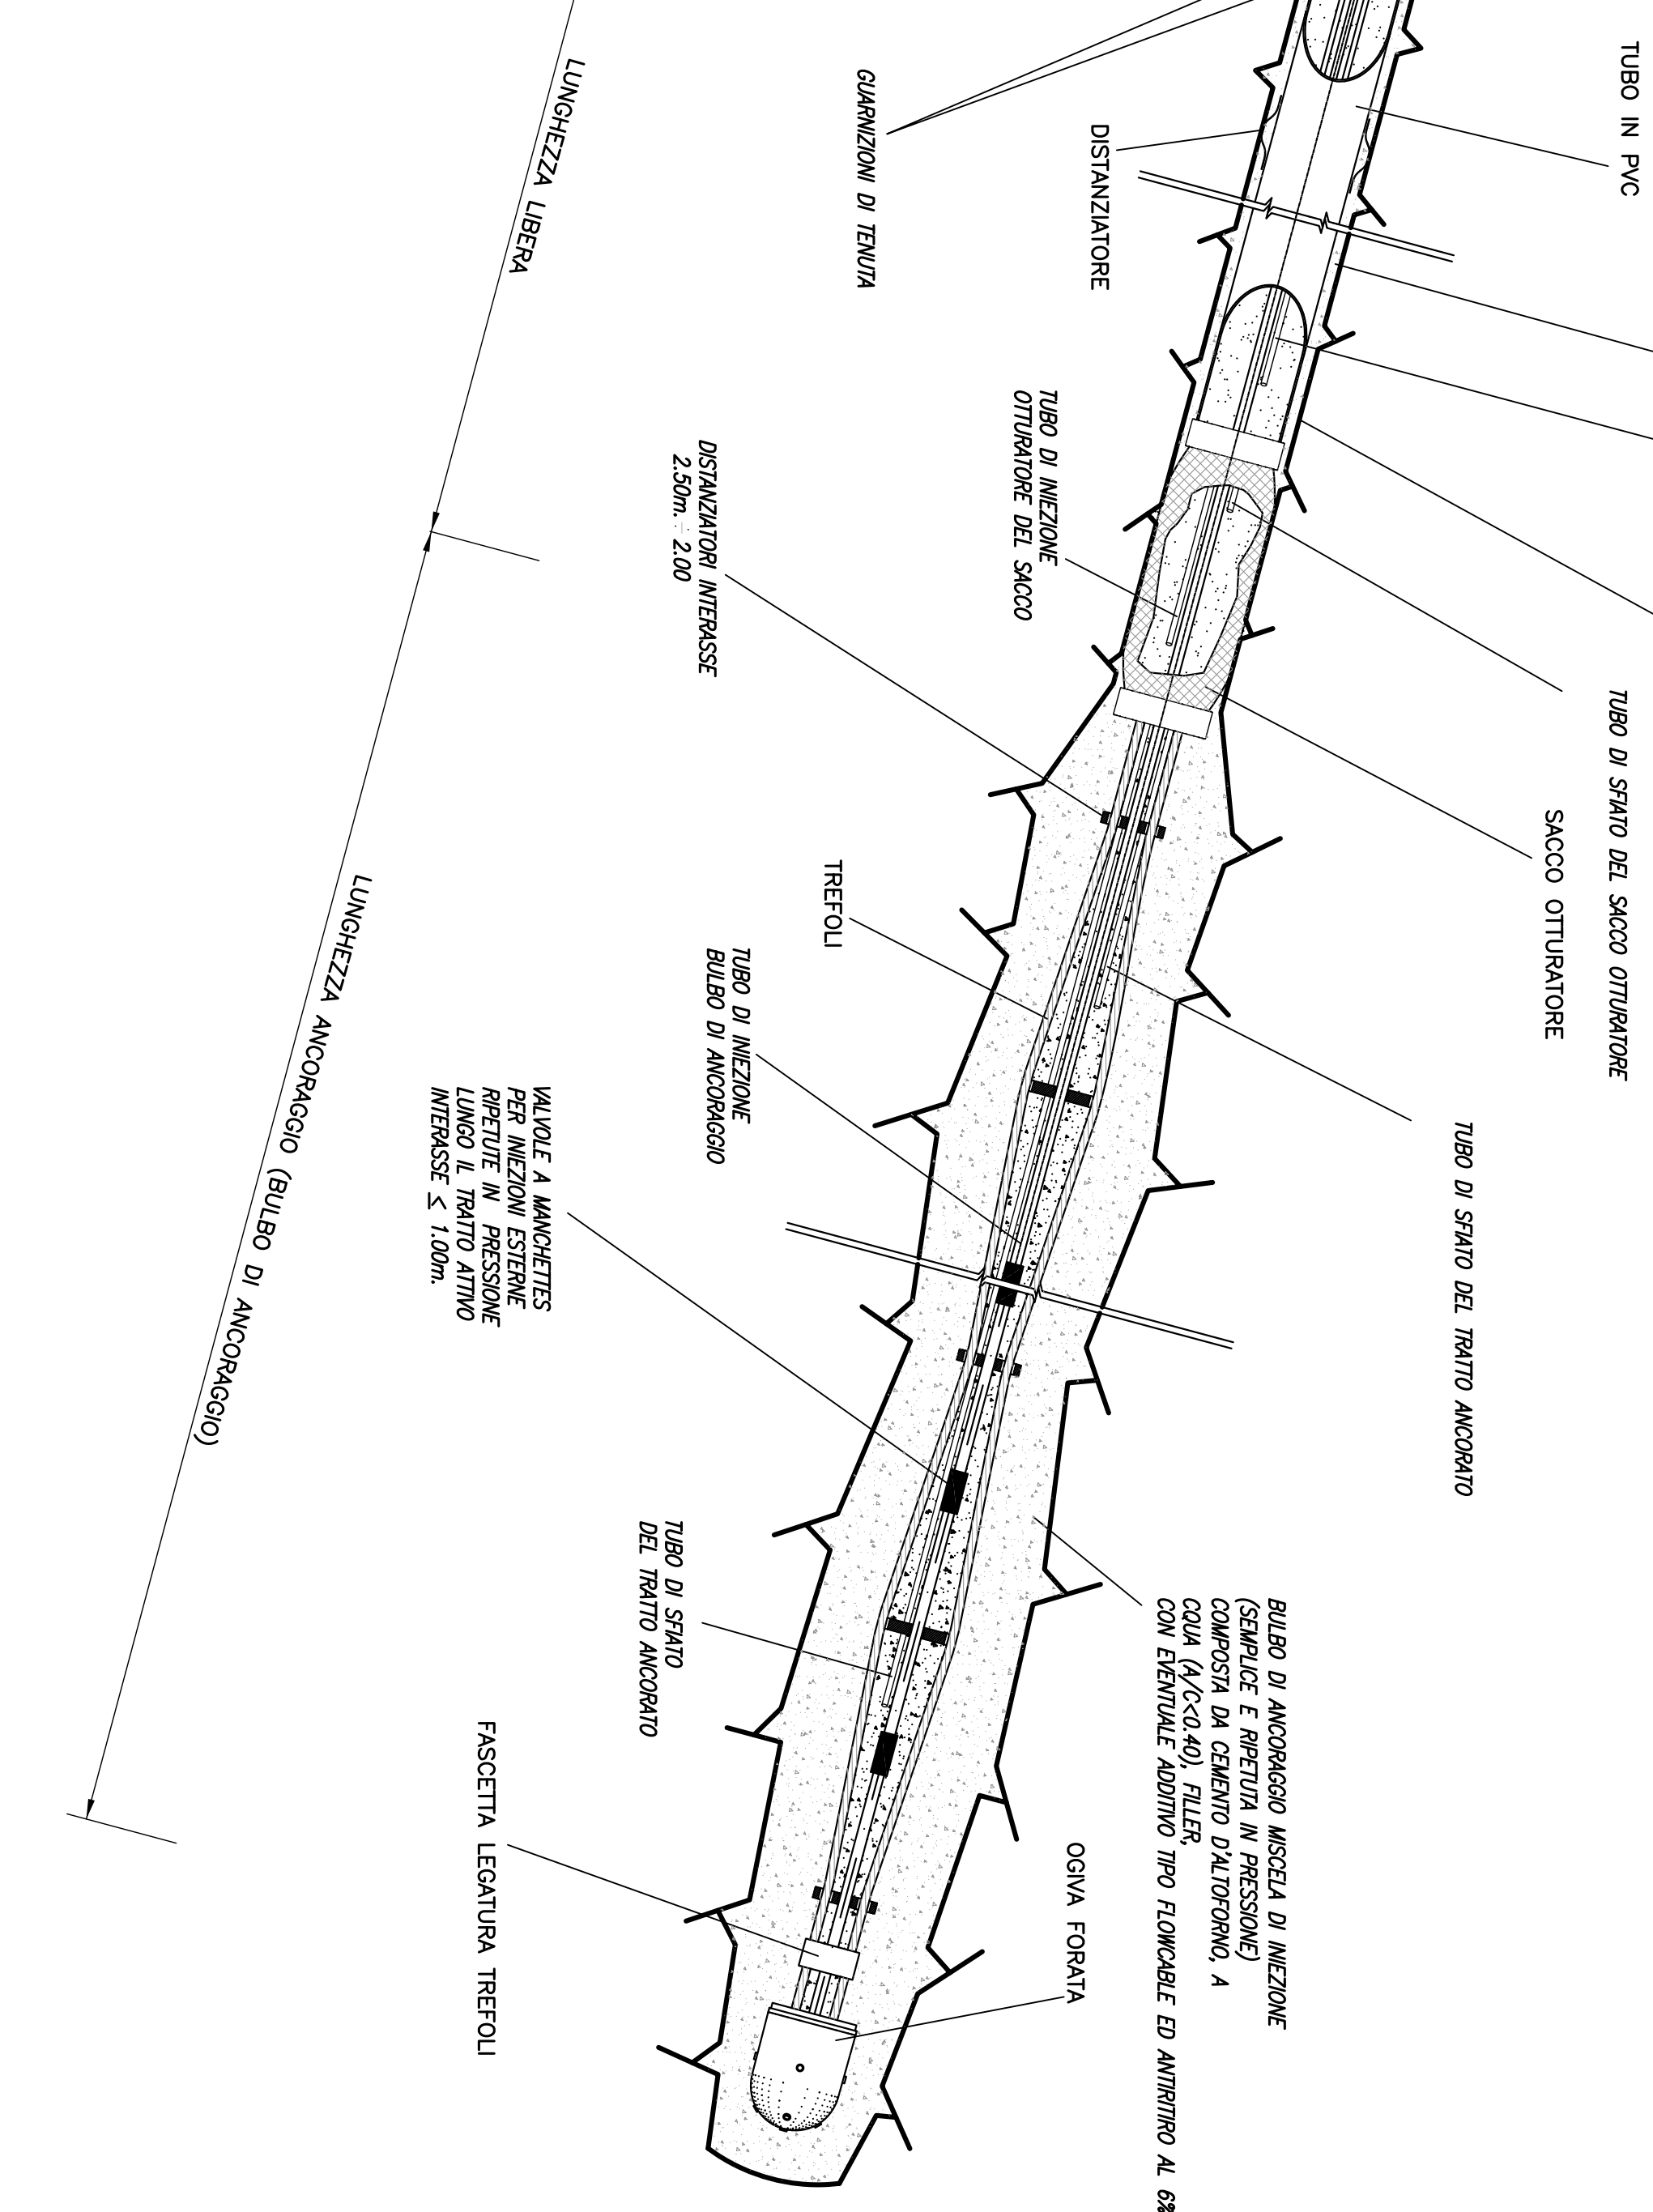 TUBO IN PVC
DISTANZIATORE
GUARNIZIONI DI TENUTA
LUNGHEZZA LIBERA
TUBO DI INIEZIONE
OTTURATORE DEL SACCO
DISTANZIATORI INTERASSE
2.50m. 2.00
TUBO DI SFIATO DEL SACCO OTTURATORE
SACCO OTTURATORE
TREFOLI
TUBO DI INIEZIONE
BULBO DI ANCORAGGIO
LUNGHEZZA ANCORAGGIO (BULBO DI ANCORAGGIO)
VALVOLE A MANCHETTES
PER INIEZIONI ESTERNE
RIPETUTE IN PRESSIONE
LUNGO IL TRATTO ATTIVO
INTERASSE ≤ 1.00m.
TUBO DI SFIATO DEL TRATTO ANCORATO
TUBO DI SFIATO
DEL TRATTO ANCORATO
BULBO DI ANCORAGGIO MISCELA DI INIEZIONE
(SEMPLICE E RIPETUTA IN PRESSIONE)
COMPOSTA DA CEMENTO D'ALTOFORNO, A
CQUA (A/C<0.40), FILLER,
CON EVENTUALE ADDITIVO TIPO FLOWCABLE ED ANTIRITIRO AL 6%
FASCETTA LEGATURA TREFOLI
OGIVA FORATA